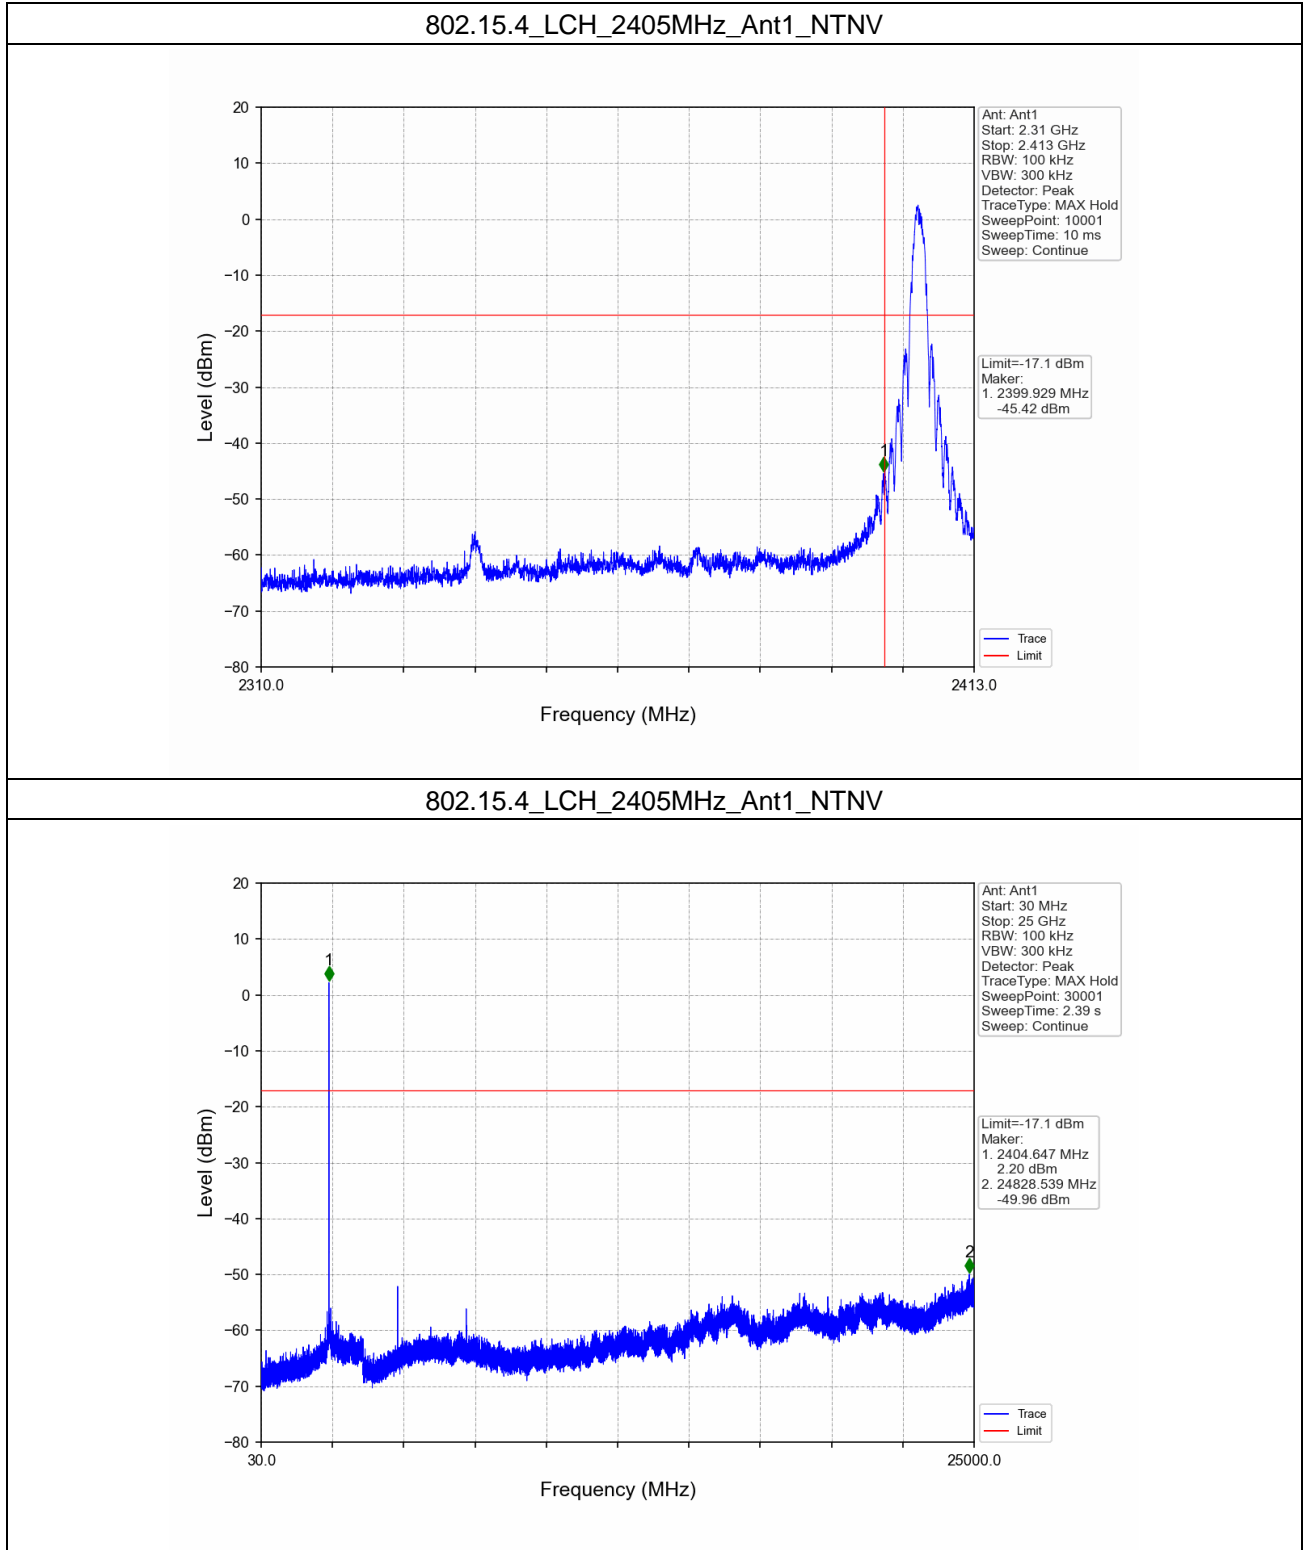 802.15.4_LCH_2405MHz_Ant1_NTNV
20
10
0
−10
−20
−30
−40
−50
−60
−70
−80
Level (dBm)
1
2310.0
2413.0
Frequency (MHz)
Ant: Ant1
Start: 2.31 GHz
Stop: 2.413 GHz
RBW: 100 kHz
VBW: 300 kHz
Detector: Peak
TraceType: MAX Hold
SweepPoint: 10001
SweepTime: 10 ms
Sweep: Continue
Limit=-17.1 dBm
Maker:
1. 2399.929 MHz
-45.42 dBm
Trace
Limit
802.15.4_LCH_2405MHz_Ant1_NTNV
20
10
0
−10
−20
−30
−40
−50
−60
−70
−80
Level (dBm)
1
2
30.0
25000.0
Frequency (MHz)
Ant: Ant1
Start: 30 MHz
Stop: 25 GHz
RBW: 100 kHz
VBW: 300 kHz
Detector: Peak
TraceType: MAX Hold
SweepPoint: 30001
SweepTime: 2.39 s
Sweep: Continue
Limit=-17.1 dBm
Maker:
1. 2404.647 MHz
2.20 dBm
2. 24828.539 MHz
-49.96 dBm
Trace
Limit